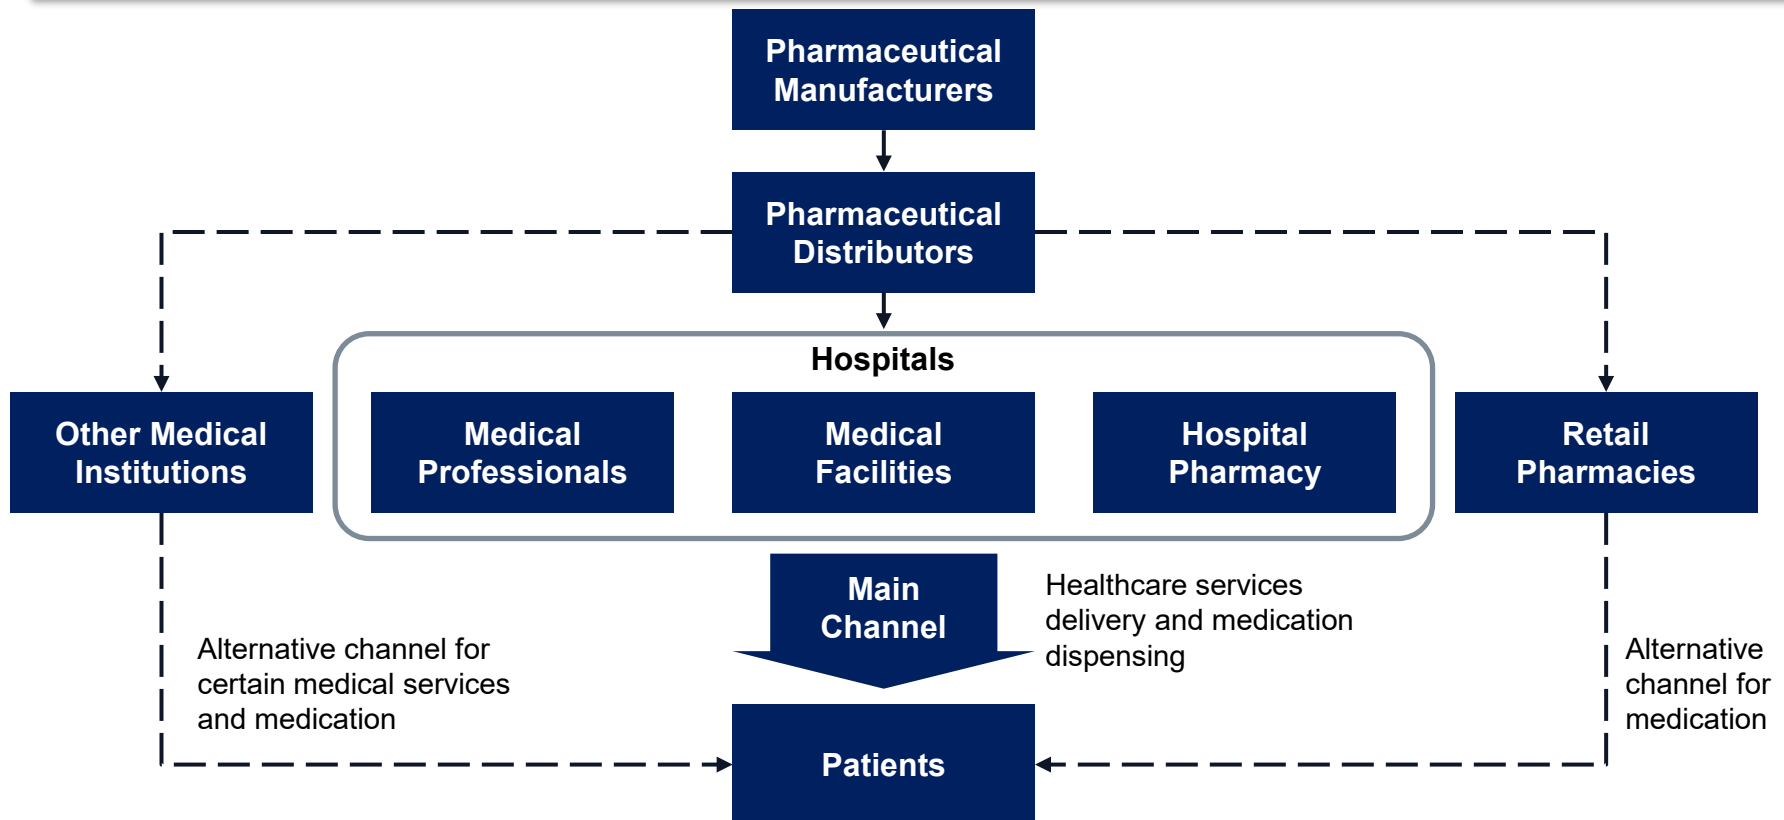 Pharmaceutical
Manufacturers
Pharmaceutical
Distributors
Hospitals
Other Medical
Institutions
Medical
Professionals
Medical
Facilities
Hospital
Pharmacy
Retail
Pharmacies
Main
Channel
Healthcare services
delivery and medication
dispensing
Alternative channel for
certain medical services
and medication
Alternative
channel for
medication
Patients